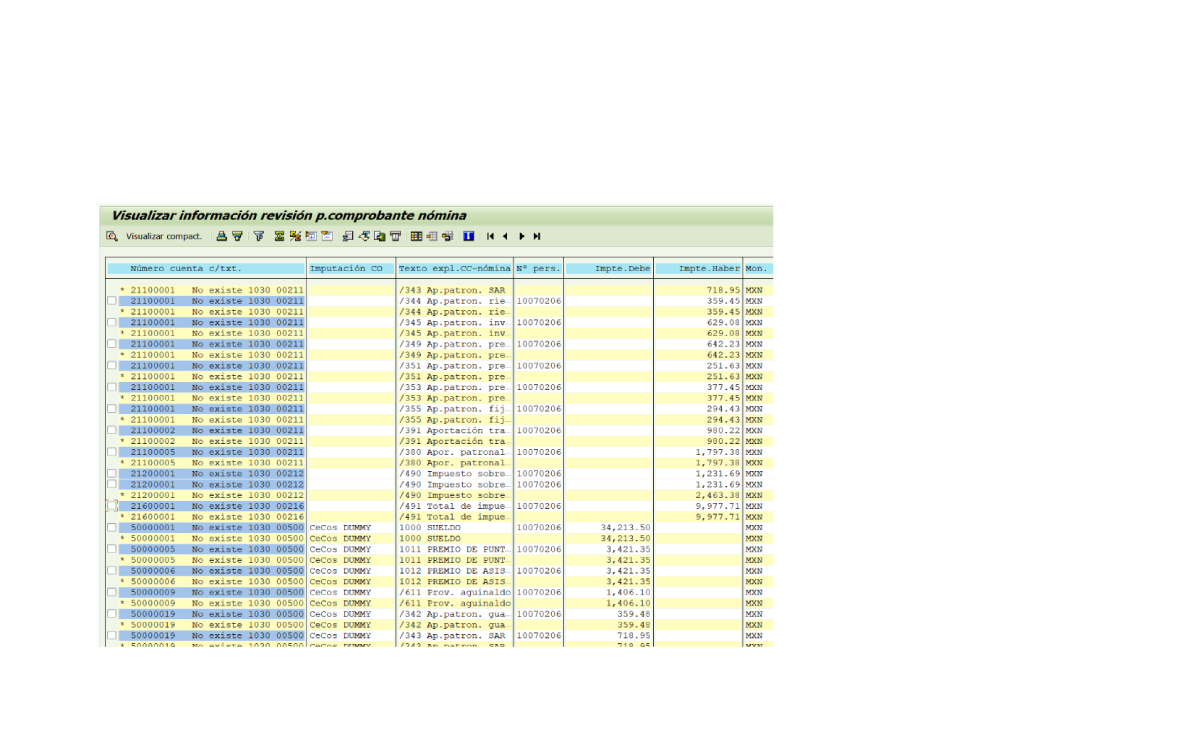 Visualizar información revisión p.comprobante nómina
Visualizar compact.
Número cuenta c/txt. Imputación CO Texto expl.CC-nómina Nº pers. Impte.Debe Impte.Haber Mon.
* 21100001 No existe 1030 00211 /343 Ap.patron. SAR 718.95 MXN
21100001 No existe 1030 00211 /344 Ap.patron. rie… 10070206 359.45 MXN
* 21100001 No existe 1030 00211 /344 Ap.patron. rie… 359.45 MXN
21100001 No existe 1030 00211 /345 Ap.patron. inv… 10070206 629.08 MXN
* 21100001 No existe 1030 00211 /345 Ap.patron. inv… 629.08 MXN
21100001 No existe 1030 00211 /349 Ap.patron. pre… 10070206 642.23 MXN
* 21100001 No existe 1030 00211 /349 Ap.patron. pre… 642.23 MXN
21100001 No existe 1030 00211 /351 Ap.patron. pre… 10070206 251.63 MXN
* 21100001 No existe 1030 00211 /351 Ap.patron. pre… 251.63 MXN
21100001 No existe 1030 00211 /353 Ap.patron. pre… 10070206 377.45 MXN
* 21100001 No existe 1030 00211 /353 Ap.patron. pre… 377.45 MXN
21100001 No existe 1030 00211 /355 Ap.patron. fij… 10070206 294.43 MXN
* 21100001 No existe 1030 00211 /355 Ap.patron. fij… 294.43 MXN
21100002 No existe 1030 00211 /391 Aportación tra… 10070206 980.22 MXN
* 21100002 No existe 1030 00211 /391 Aportación tra… 980.22 MXN
21100005 No existe 1030 00211 /380 Apor. patronal… 10070206 1,797.38 MXN
* 21100005 No existe 1030 00211 /380 Apor. patronal… 1,797.38 MXN
21200001 No existe 1030 00212 /490 Impuesto sobre… 10070206 1,231.69 MXN
21200001 No existe 1030 00212 /490 Impuesto sobre… 10070206 1,231.69 MXN
* 21200001 No existe 1030 00212 /490 Impuesto sobre… 2,463.38 MXN
21600001 No existe 1030 00216 /491 Total de impue… 10070206 9,977.71 MXN
* 21600001 No existe 1030 00216 /491 Total de impue… 9,977.71 MXN
50000001 No existe 1030 00500 CeCos DUMMY 1000 SUELDO 10070206 34,213.50 MXN
* 50000001 No existe 1030 00500 CeCos DUMMY 1000 SUELDO 34,213.50 MXN
50000005 No existe 1030 00500 CeCos DUMMY 1011 PREMIO DE PUNT… 10070206 3,421.35 MXN
* 50000005 No existe 1030 00500 CeCos DUMMY 1011 PREMIO DE PUNT… 3,421.35 MXN
50000006 No existe 1030 00500 CeCos DUMMY 1012 PREMIO DE ASIS… 10070206 3,421.35 MXN
* 50000006 No existe 1030 00500 CeCos DUMMY 1012 PREMIO DE ASIS… 3,421.35 MXN
50000009 No existe 1030 00500 CeCos DUMMY /611 Prov. aguinaldo 10070206 1,406.10 MXN
* 50000009 No existe 1030 00500 CeCos DUMMY /611 Prov. aguinaldo 1,406.10 MXN
50000019 No existe 1030 00500 CeCos DUMMY /342 Ap.patron. gua… 10070206 359.48 MXN
* 50000019 No existe 1030 00500 CeCos DUMMY /342 Ap.patron. gua… 359.48 MXN
50000019 No existe 1030 00500 CeCos DUMMY /343 Ap.patron. SAR 10070206 718.95 MXN
* 50000019 No existe 1030 00500 CeCos DUMMY /343 Ap.patron. SAR 718.95 MXN